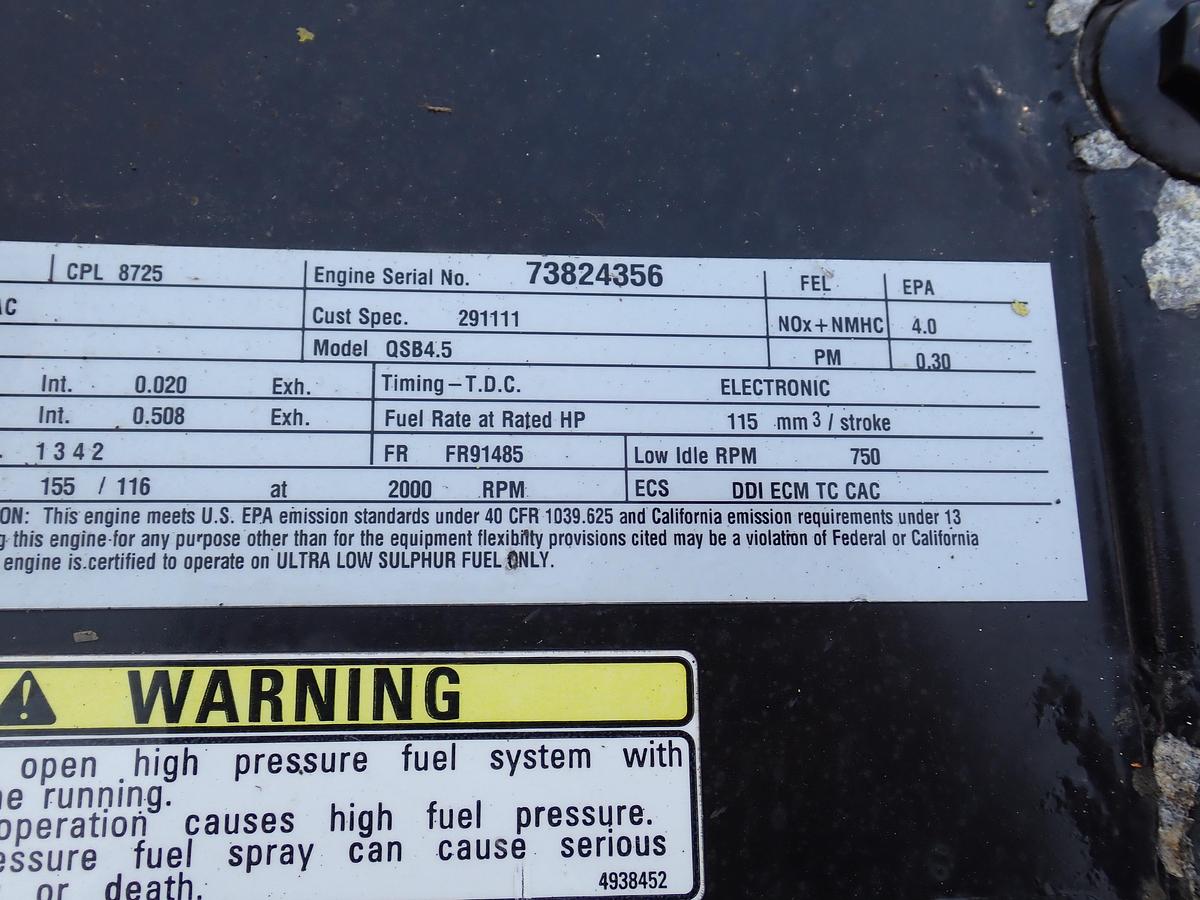 CPL 8725 Engine Serial No. 73824356 FEL EPA
AC Cust Spec. 291111 NOx+NMHC 4.0
Model QSB4.5 PM 0.30
Int. 0.020 Exh. Timing-T.D.C. ELECTRONIC
Int. 0.508 Exh. Fuel Rate at Rated HP 115 mm3 / stroke
1342 FR FR91485 Low Idle RPM 750
155 / 116 at 2000 RPM ECS DDI ECM TC CAC
ON: This engine meets U.S. EPA emission standards under 40 CFR 1039.625 and California emission requirements under 13
g this engine for any purpose other than for the equipment flexibilty provisions cited may be a violation of Federal or California
engine is certified to operate on ULTRA LOW SULPHUR FUEL ONLY.
WARNING
open high pressure fuel system with
ne running.
operation causes high fuel pressure.
essure fuel spray can cause serious
or death.
4938452